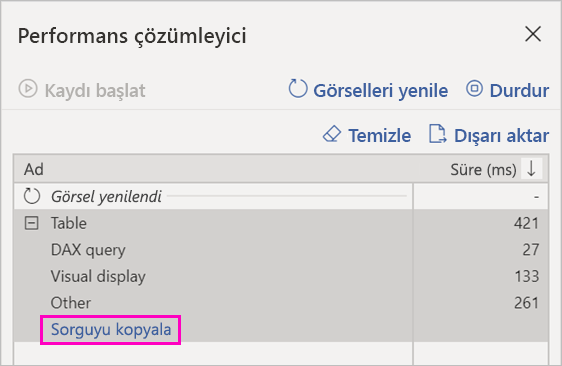 Performans çözümleyici
Kaydı başlat Görselleri yenile Durdur
Temizle Dışarı aktar
Ad Süre (ms) ↓
Görsel yenilendi -
Table 421
DAX query 27
Visual display 133
Other 261
Sorguyu kopyala